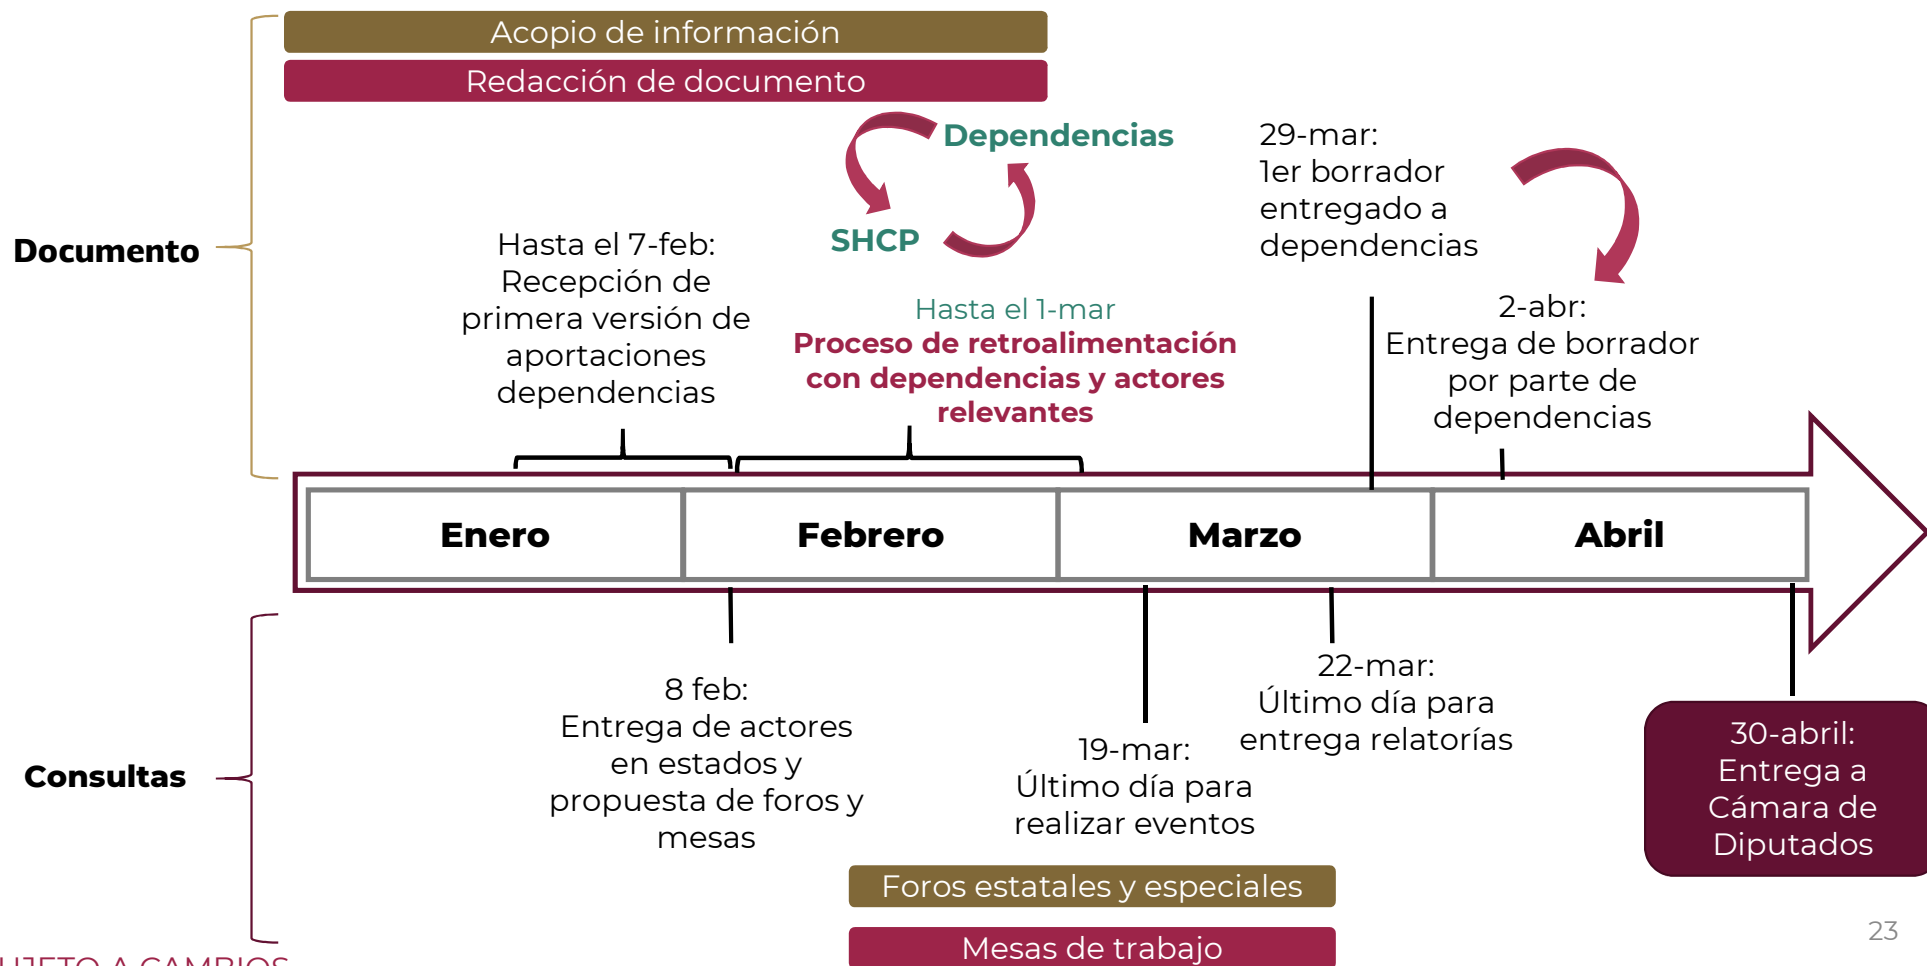 Acopio de información
Redacción de documento
Documento
Dependencias
SHCP
Hasta el 7-feb:
Recepción de
primera versión de
aportaciones
dependencias
Hasta el 1-mar
Proceso de retroalimentación
con dependencias y actores
relevantes
29-mar:
1er borrador
entregado a
dependencias
2-abr:
Entrega de borrador
por parte de
dependencias
Enero
Febrero
Marzo
Abril
Consultas
8 feb:
Entrega de actores
en estados y
propuesta de foros y
mesas
19-mar:
Último día para
realizar eventos
22-mar:
Último día para
entrega relatorías
30-abril:
Entrega a
Cámara de
Diputados
Foros estatales y especiales
Mesas de trabajo
23
A CAMBIOS